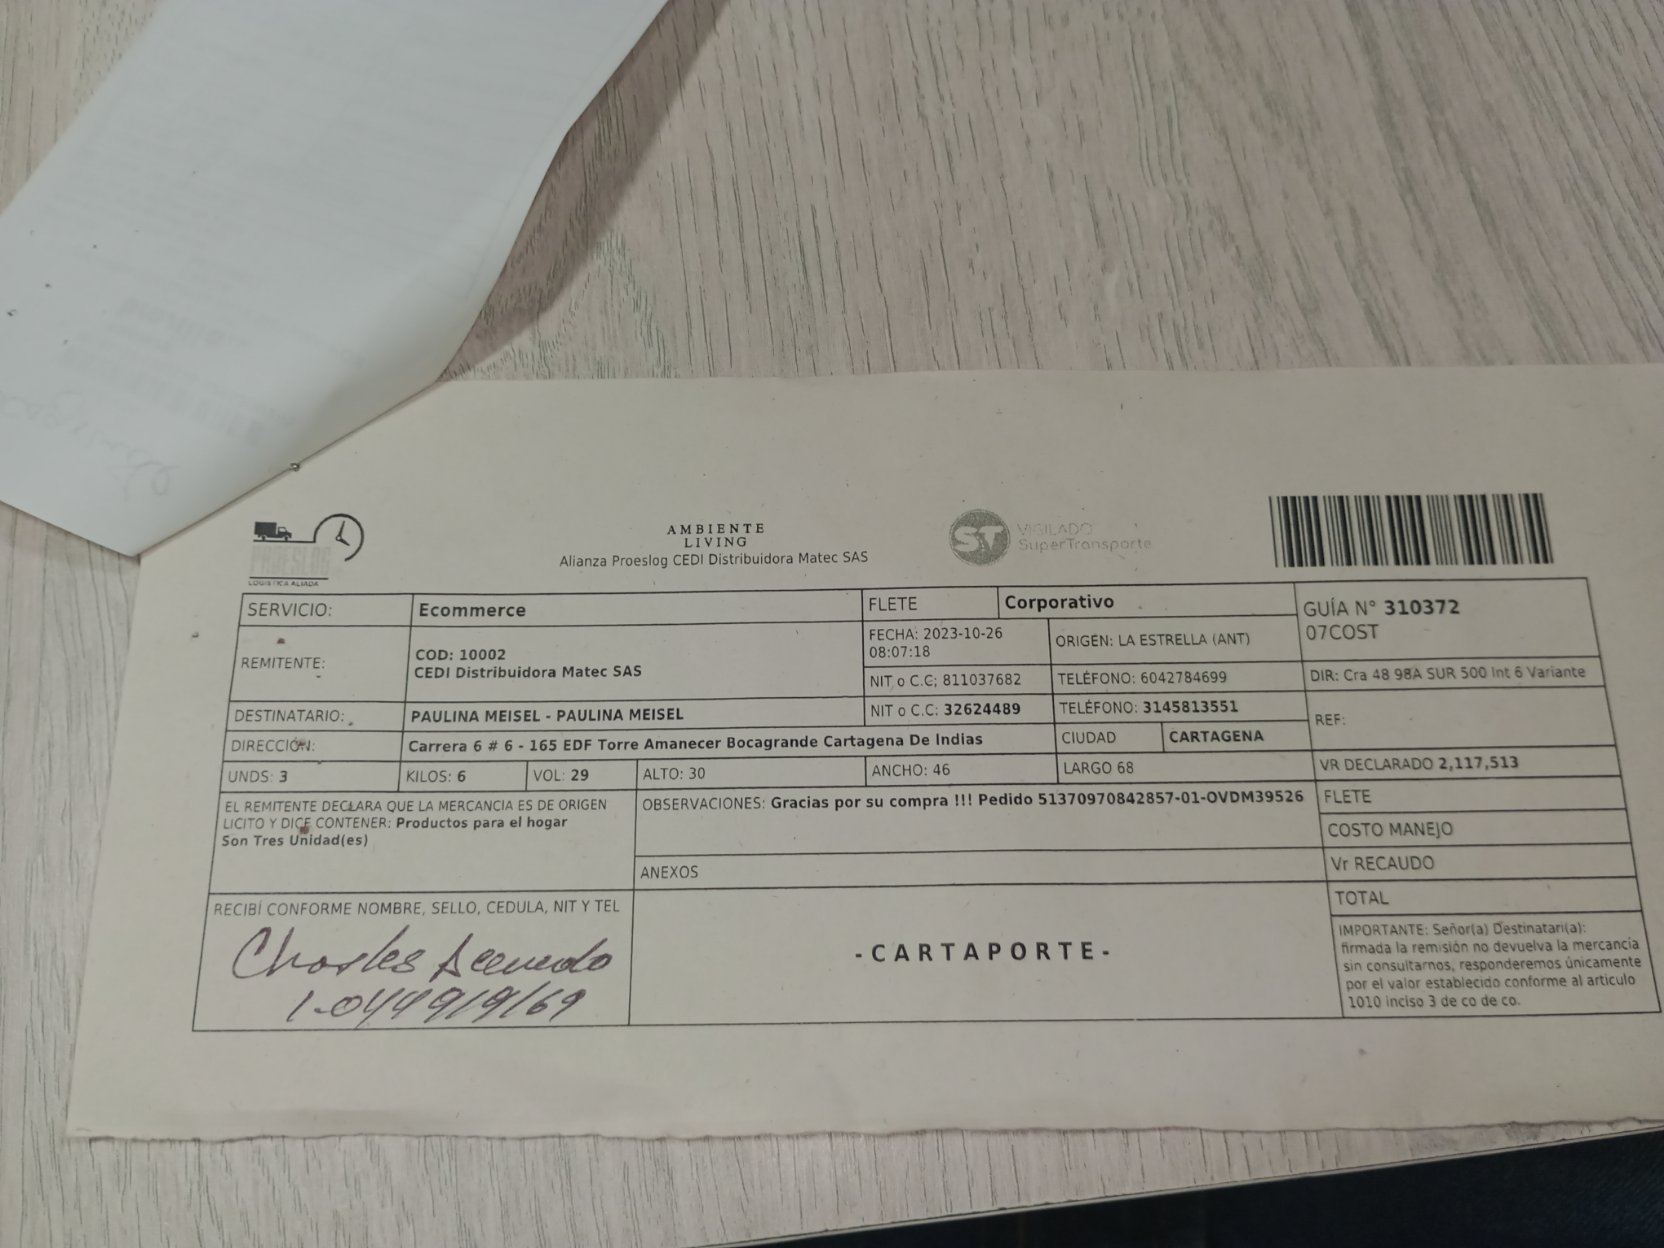 PROESLOG
LOGISTICA ALIADA
AMBIENTE
LIVING
Alianza Proeslog CEDI Distribuidora Matec SAS
ST VIGILADO
SuperTransporte
SERVICIO: Ecommerce
FLETE Corporativo
GUÍA N° 310372
07COST
REMITENTE:
COD: 10002
CEDI Distribuidora Matec SAS
FECHA: 2023-10-26
08:07:18
ORIGEN: LA ESTRELLA (ANT)
NIT o C.C; 811037682 TELÉFONO: 6042784699 DIR: Cra 48 98A SUR 500 Int 6 Variante
DESTINATARIO: PAULINA MEISEL - PAULINA MEISEL NIT o C.C: 32624489 TELÉFONO: 3145813551 REF:
DIRECCIÓN: Carrera 6 # 6 - 165 EDF Torre Amanecer Bocagrande Cartagena De Indias CIUDAD CARTAGENA
UNDS: 3 KILOS: 6 VOL: 29 ALTO: 30 ANCHO: 46 LARGO 68 VR DECLARADO 2,117,513
EL REMITENTE DECLARA QUE LA MERCANCIA ES DE ORIGEN
LICITO Y DICE CONTENER: Productos para el hogar
Son Tres Unidad(es)
OBSERVACIONES: Gracias por su compra !!! Pedido 51370970842857-01-OVDM39526
FLETE
COSTO MANEJO
ANEXOS
Vr RECAUDO
TOTAL
RECIBÍ CONFORME NOMBRE, SELLO, CEDULA, NIT Y TEL
Charles
-CARTAPORTE-
IMPORTANTE: Señor(a) Destinatari(a):
firmada la remisión no devuelva la mercancía
sin consultarnos, responderemos únicamente
por el valor establecido conforme al articulo
1010 inciso 3 de co de co.